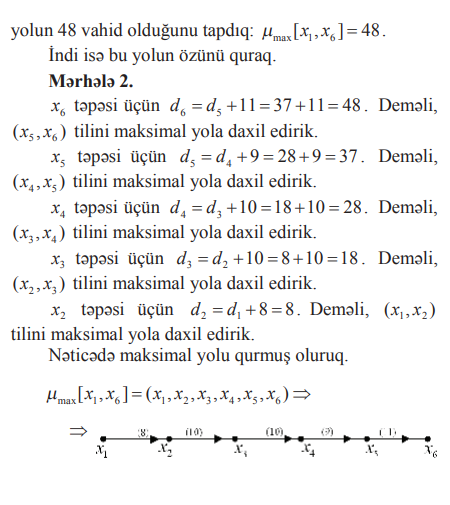 yolun 48 vahid olduğunu tapdıq: μ_max[x₁,x₆]=48.
İndi isə bu yolun özünü quraq.
Mərhələ 2.
x₆ təpəsi üçün d₆ = d₅ +11=37+11=48. Deməli,
(x₅,x₆) tilini maksimal yola daxil edirik.
x₅ təpəsi üçün d₅ = d₄ +9=28+9=37. Deməli,
(x₄,x₅) tilini maksimal yola daxil edirik.
x₄ təpəsi üçün d₄ = d₃ +10=18+10=28. Deməli,
(x₃,x₄) tilini maksimal yola daxil edirik.
x₃ təpəsi üçün d₃ = d₂ +10=8+10=18. Deməli,
(x₂,x₃) tilini maksimal yola daxil edirik.
x₂ təpəsi üçün d₂ = d₁ +8=8. Deməli, (x₁,x₂)
tilini maksimal yola daxil edirik.
Nəticədə maksimal yolu qurmuş oluruq.
μ_max[x₁,x₆]=(x₁,x₂,x₃,x₄,x₅,x₆)⇒
⇒ (8) (10) (10) (9)
x₁ x₂ x₃ x₄ x₅ x₆